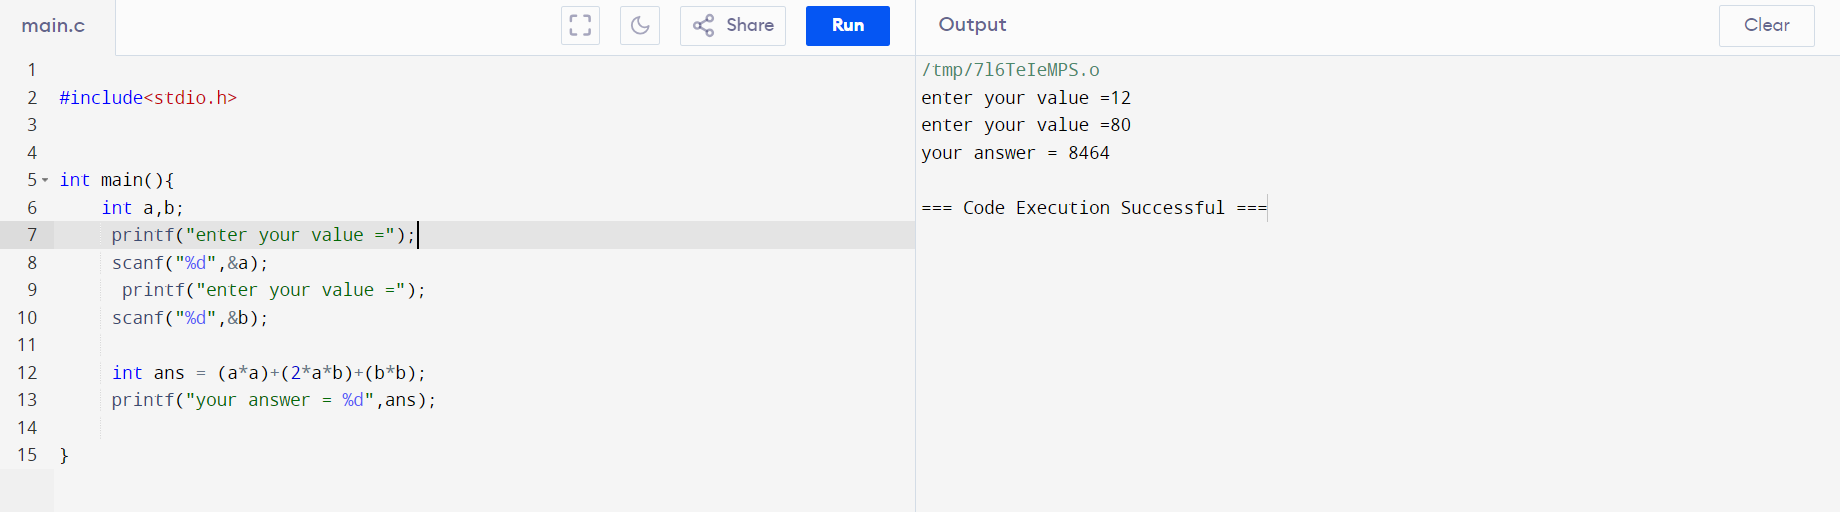 main.c
Share
Run
Output
Clear
1
2 #include<stdio.h>
3
4
5 int main(){
6     int a,b;
7      printf("enter your value =");
8      scanf("%d",&a);
9       printf("enter your value =");
10      scanf("%d",&b);
11
12      int ans = (a*a)+(2*a*b)+(b*b);
13      printf("your answer = %d",ans);
14
15 }
/tmp/7l6TeIeMPS.o
enter your value =12
enter your value =80
your answer = 8464
=== Code Execution Successful ===